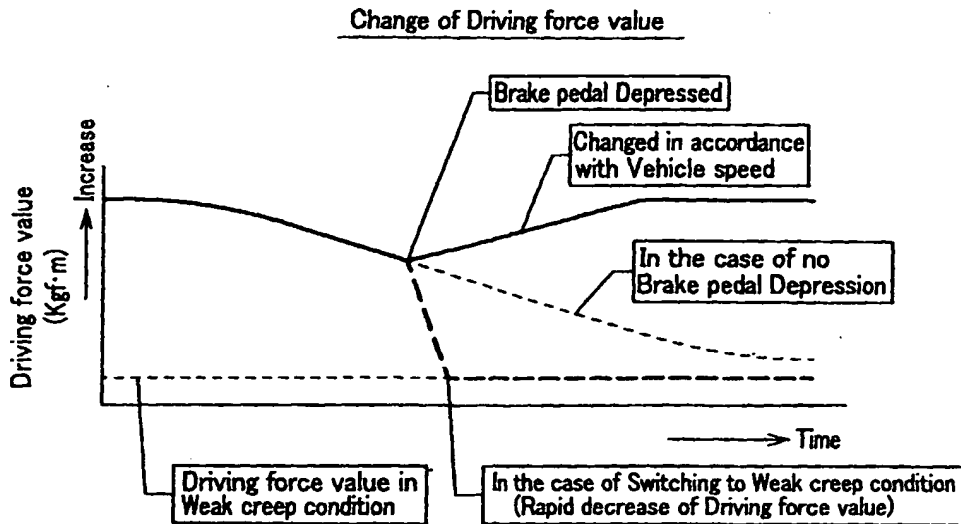 Change of Driving force value
Brake pedal Depressed
Changed in accordance
with Vehicle speed
In the case of no
Brake pedal Depression
Increase
Driving force value
(Kgf·m)
Time
Driving force value in
Weak creep condition
In the case of Switching to Weak creep condition
(Rapid decrease of Driving force value)